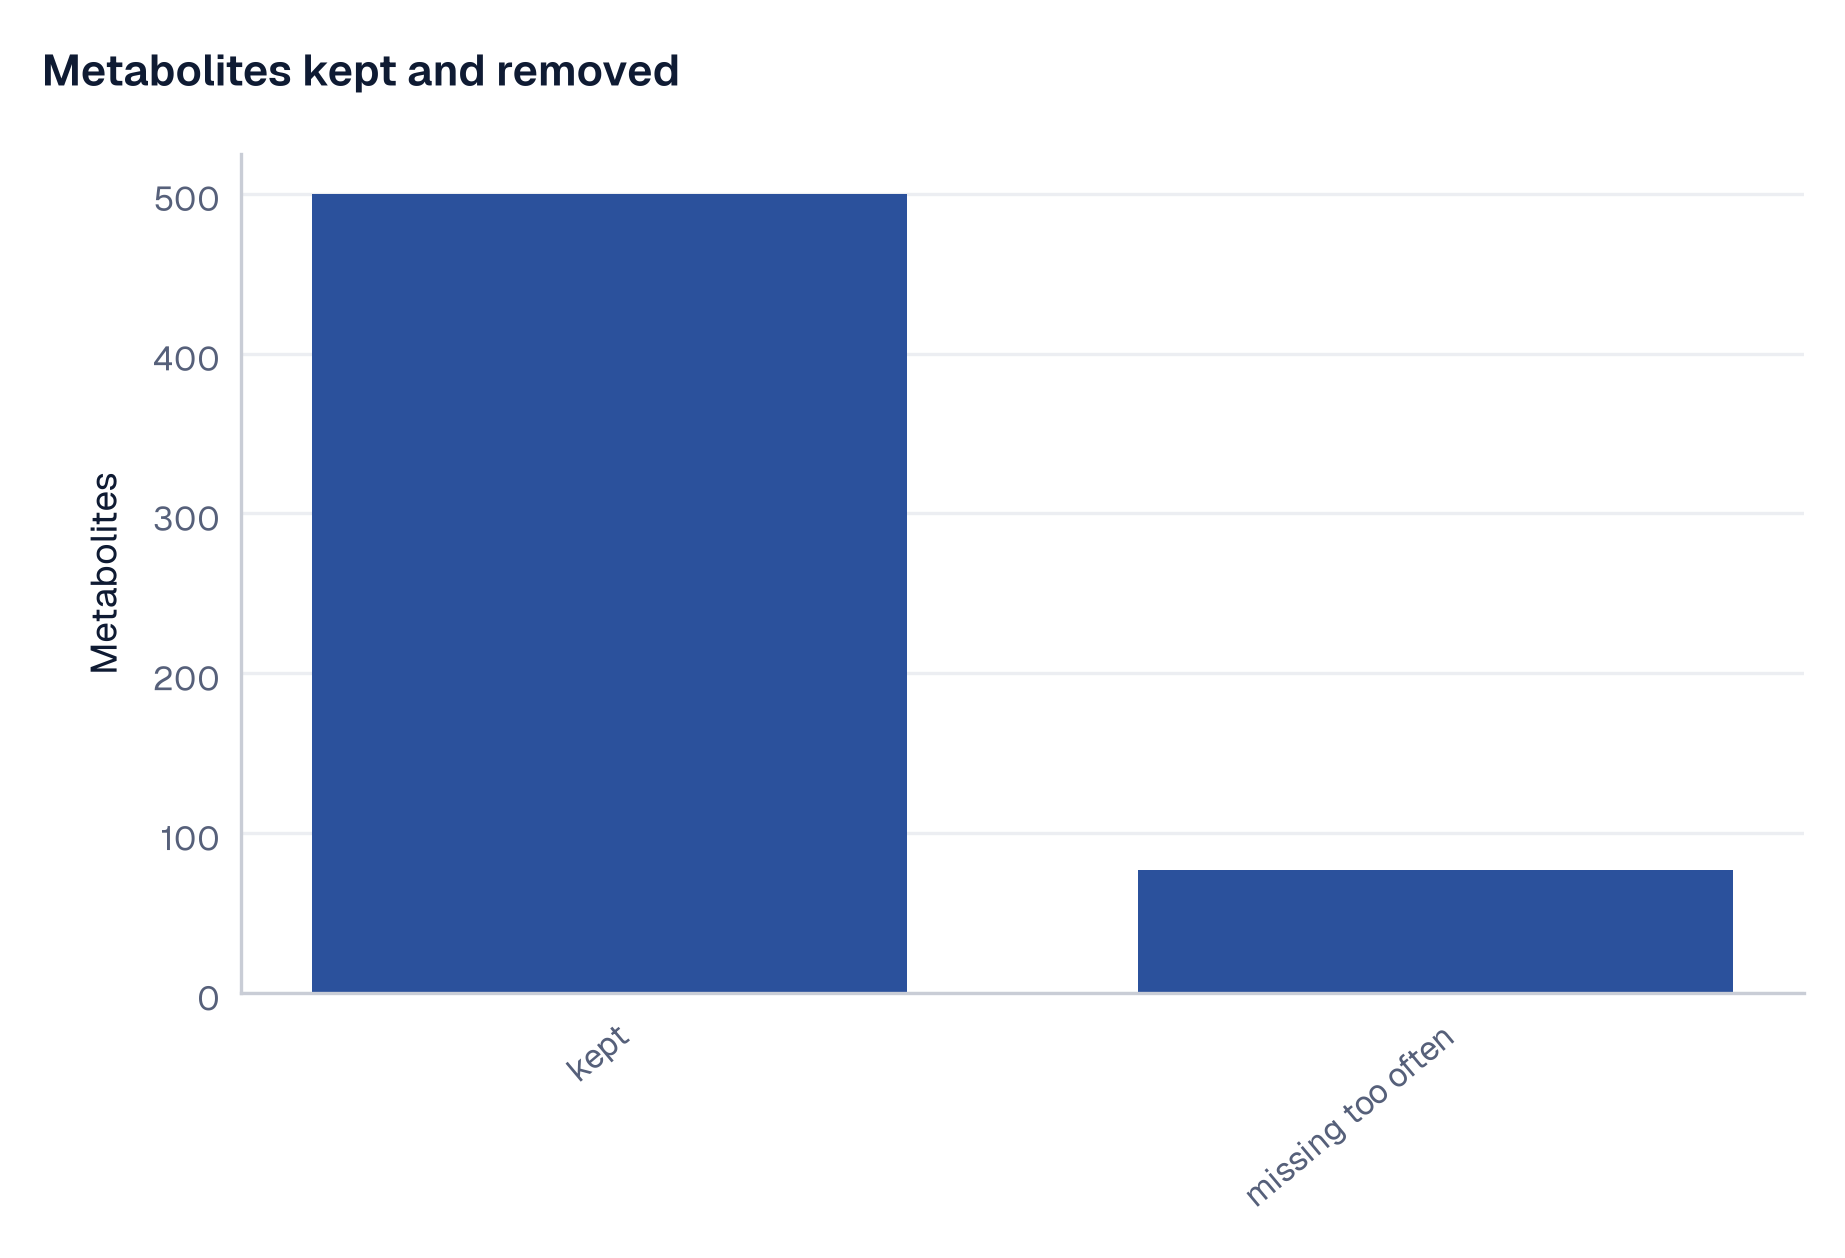 Metabolites kept and removed
Metabolites
500
400
300
200
100
0
kept
missing too often